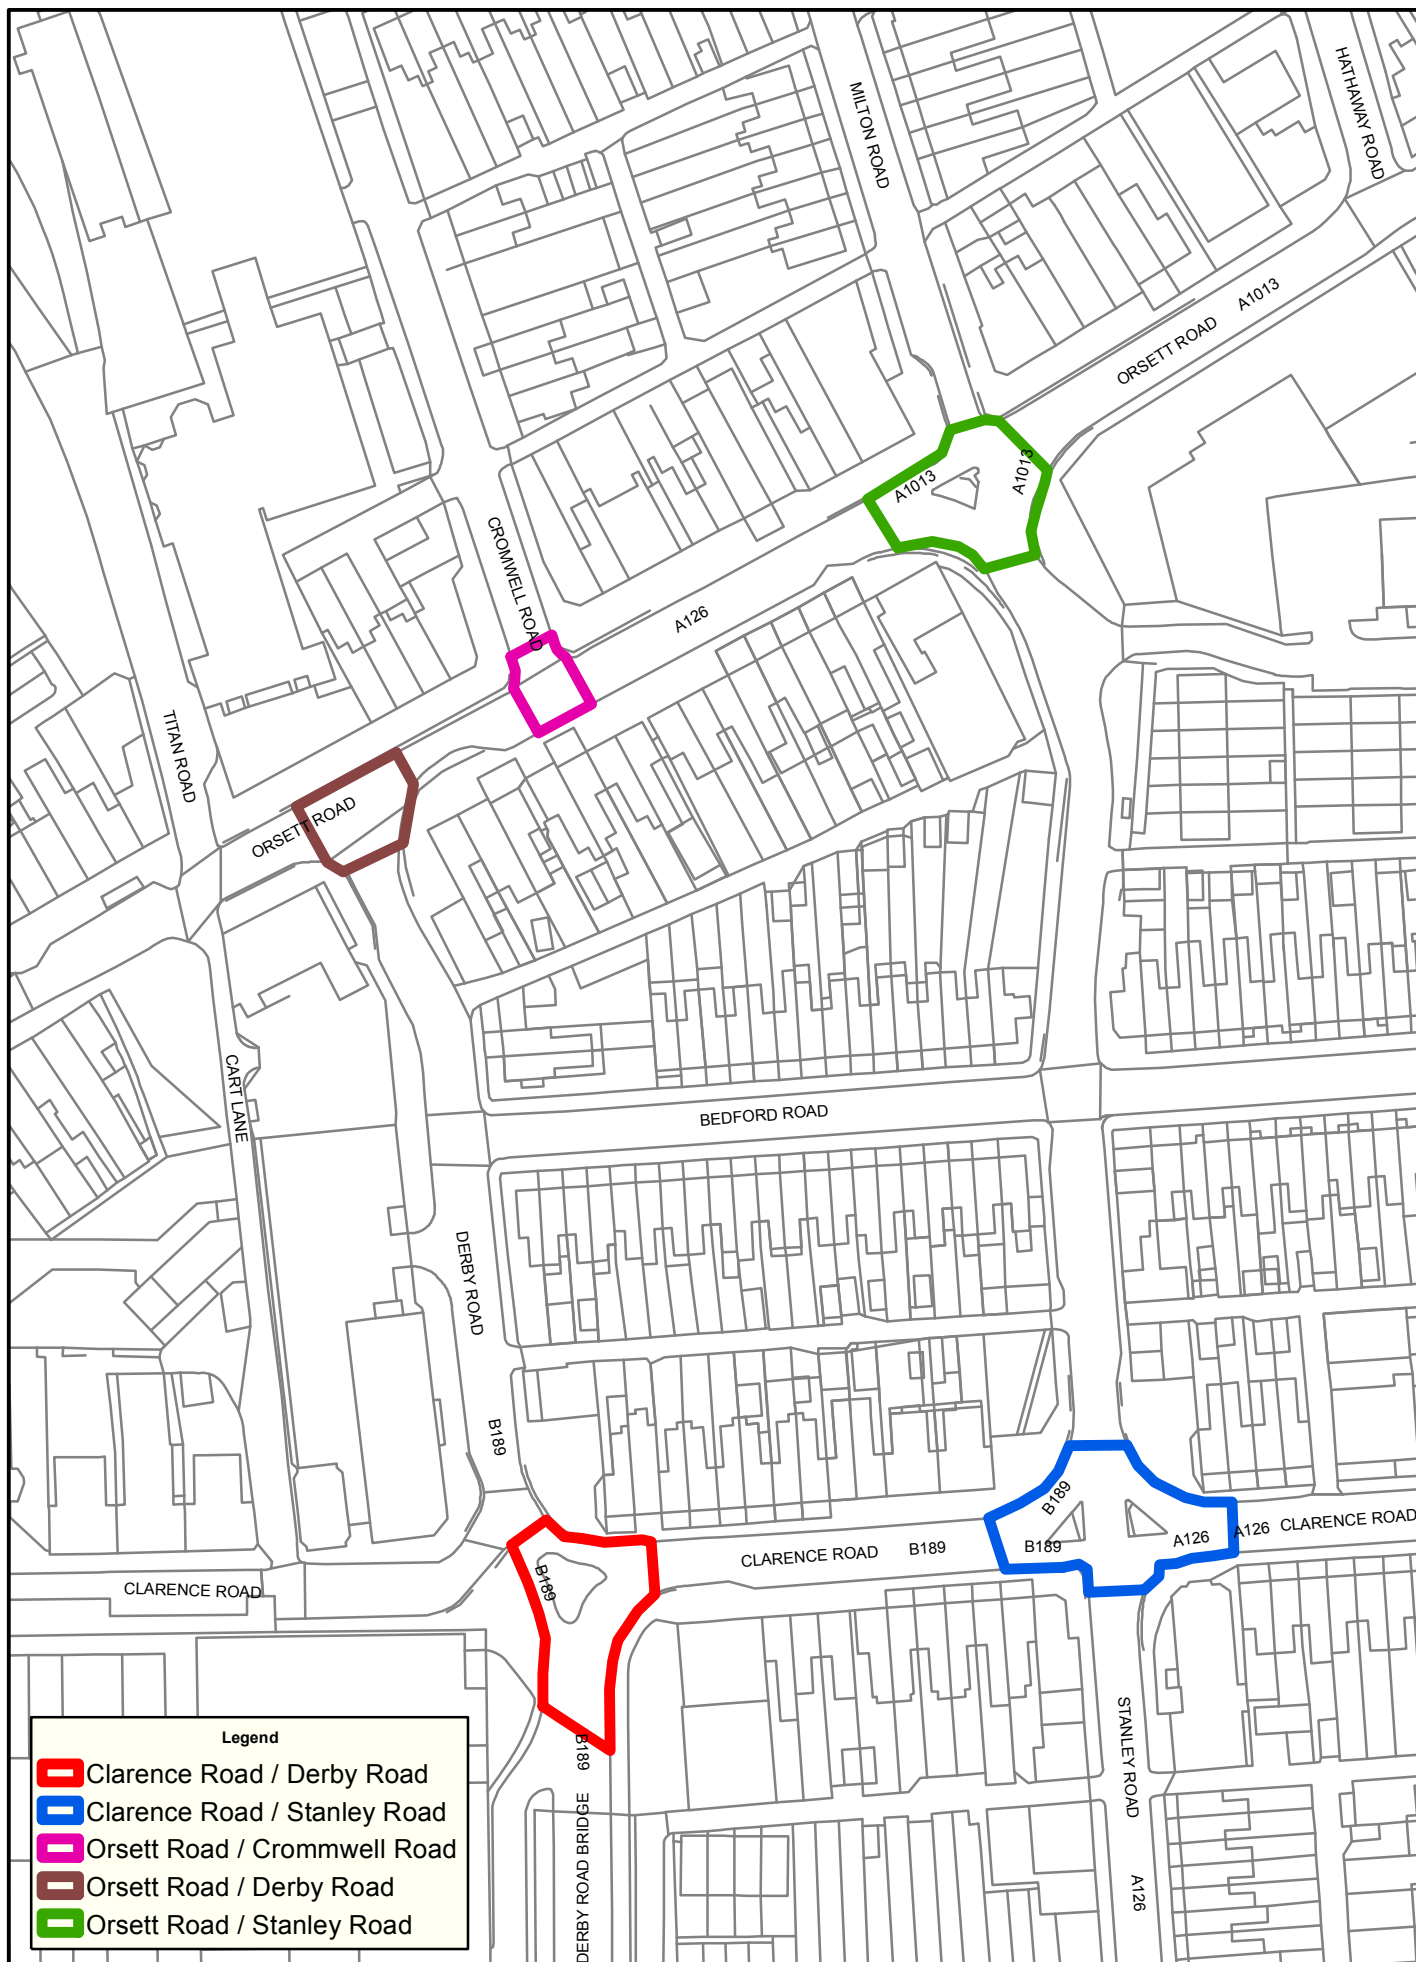 HATHAWAY ROAD
MILTON ROAD
A1013
ORSETT ROAD
A1013
A1013
CROMWELL ROAD
A126
TITAN ROAD
ORSETT ROAD
CART LANE
BEDFORD ROAD
DERBY ROAD
B189
B189
CLARENCE ROAD
B189
B189
A126
A126
CLARENCE ROAD
CLARENCE ROAD
B189
STANLEY ROAD
A126
B189
DERBY ROAD BRIDGE
Legend
Clarence Road / Derby Road
Clarence Road / Stanley Road
Orsett Road / Crommwell Road
Orsett Road / Derby Road
Orsett Road / Stanley Road